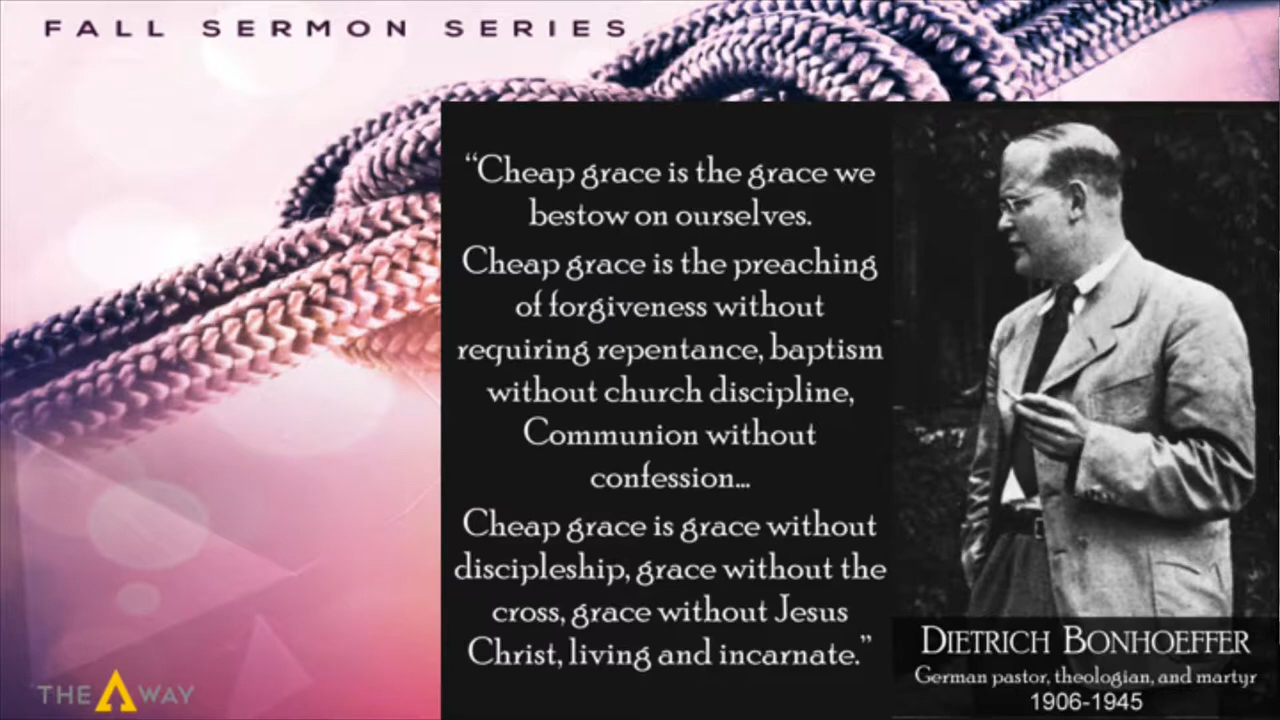 FALL SERMON SERIES
“Cheap grace is the grace we
bestow on ourselves.
Cheap grace is the preaching
of forgiveness without
requiring repentance, baptism
without church discipline,
Communion without
confession...
Cheap grace is grace without
discipleship, grace without the
cross, grace without Jesus
Christ, living and incarnate.”
DIETRICH BONHOEFFER
German pastor, theologian, and martyr
1906-1945
THE WAY